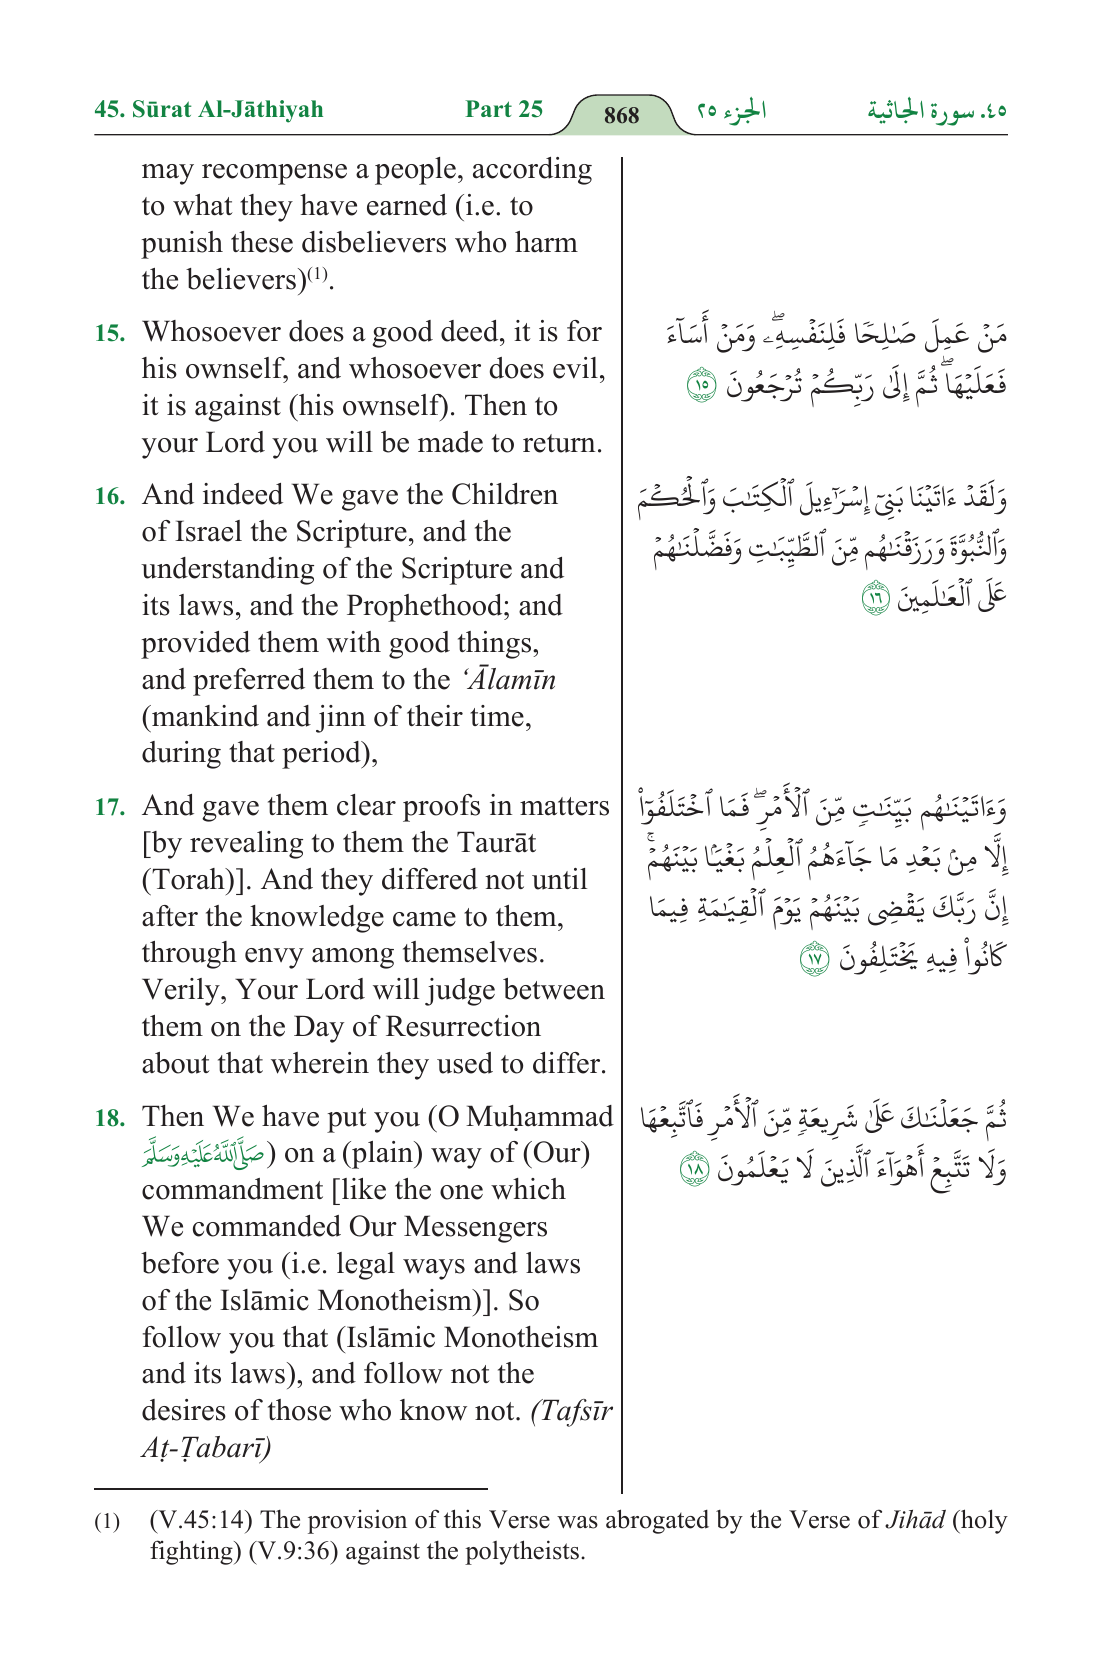 45. Sūrat Al-Jāthiyah Part 25 868 الجزء ٢٥ ٤٥. سورة الجاثية
may recompense a people, according
to what they have earned (i.e. to
punish these disbelievers who harm
the believers)(1).
15. Whosoever does a good deed, it is for
his ownself, and whosoever does evil,
it is against (his ownself). Then to
your Lord you will be made to return.
مَنۡ عَمِلَ صَٰلِحٗا فَلِنَفۡسِهِۦۖ وَمَنۡ أَسَآءَ
فَعَلَيۡهَاۖ ثُمَّ إِلَىٰ رَبِّكُمۡ تُرۡجَعُونَ ١٥
16. And indeed We gave the Children
of Israel the Scripture, and the
understanding of the Scripture and
its laws, and the Prophethood; and
provided them with good things,
and preferred them to the ‘Ālamīn
(mankind and jinn of their time,
during that period),
وَلَقَدۡ ءَاتَيۡنَا بَنِيٓ إِسۡرَٰٓءِيلَ ٱلۡكِتَٰبَ وَٱلۡحُكۡمَ
وَٱلنُّبُوَّةَ وَرَزَقۡنَٰهُم مِّنَ ٱلطَّيِّبَٰتِ وَفَضَّلۡنَٰهُمۡ
عَلَى ٱلۡعَٰلَمِينَ ١٦
17. And gave them clear proofs in matters
[by revealing to them the Taurāt
(Torah)]. And they differed not until
after the knowledge came to them,
through envy among themselves.
Verily, Your Lord will judge between
them on the Day of Resurrection
about that wherein they used to differ.
وَءَاتَيۡنَٰهُم بَيِّنَٰتٖ مِّنَ ٱلۡأَمۡرِۖ فَمَا ٱخۡتَلَفُوٓاْ
إِلَّا مِنۢ بَعۡدِ مَا جَآءَهُمُ ٱلۡعِلۡمُ بَغۡيَۢا بَيۡنَهُمۡۚ
إِنَّ رَبَّكَ يَقۡضِي بَيۡنَهُمۡ يَوۡمَ ٱلۡقِيَٰمَةِ فِيمَا
كَانُواْ فِيهِ يَخۡتَلِفُونَ ١٧
18. Then We have put you (O Muḥammad
صَلَّى ٱللَّهُ عَلَيْهِ وَسَلَّمَ) on a (plain) way of (Our)
commandment [like the one which
We commanded Our Messengers
before you (i.e. legal ways and laws
of the Islāmic Monotheism)]. So
follow you that (Islāmic Monotheism
and its laws), and follow not the
desires of those who know not. (Tafsīr
Aṭ-Ṭabarī)
ثُمَّ جَعَلۡنَٰكَ عَلَىٰ شَرِيعَةٖ مِّنَ ٱلۡأَمۡرِ فَٱتَّبِعۡهَا
وَلَا تَتَّبِعۡ أَهۡوَآءَ ٱلَّذِينَ لَا يَعۡلَمُونَ ١٨
(1) (V.45:14) The provision of this Verse was abrogated by the Verse of Jihād (holy
fighting) (V.9:36) against the polytheists.